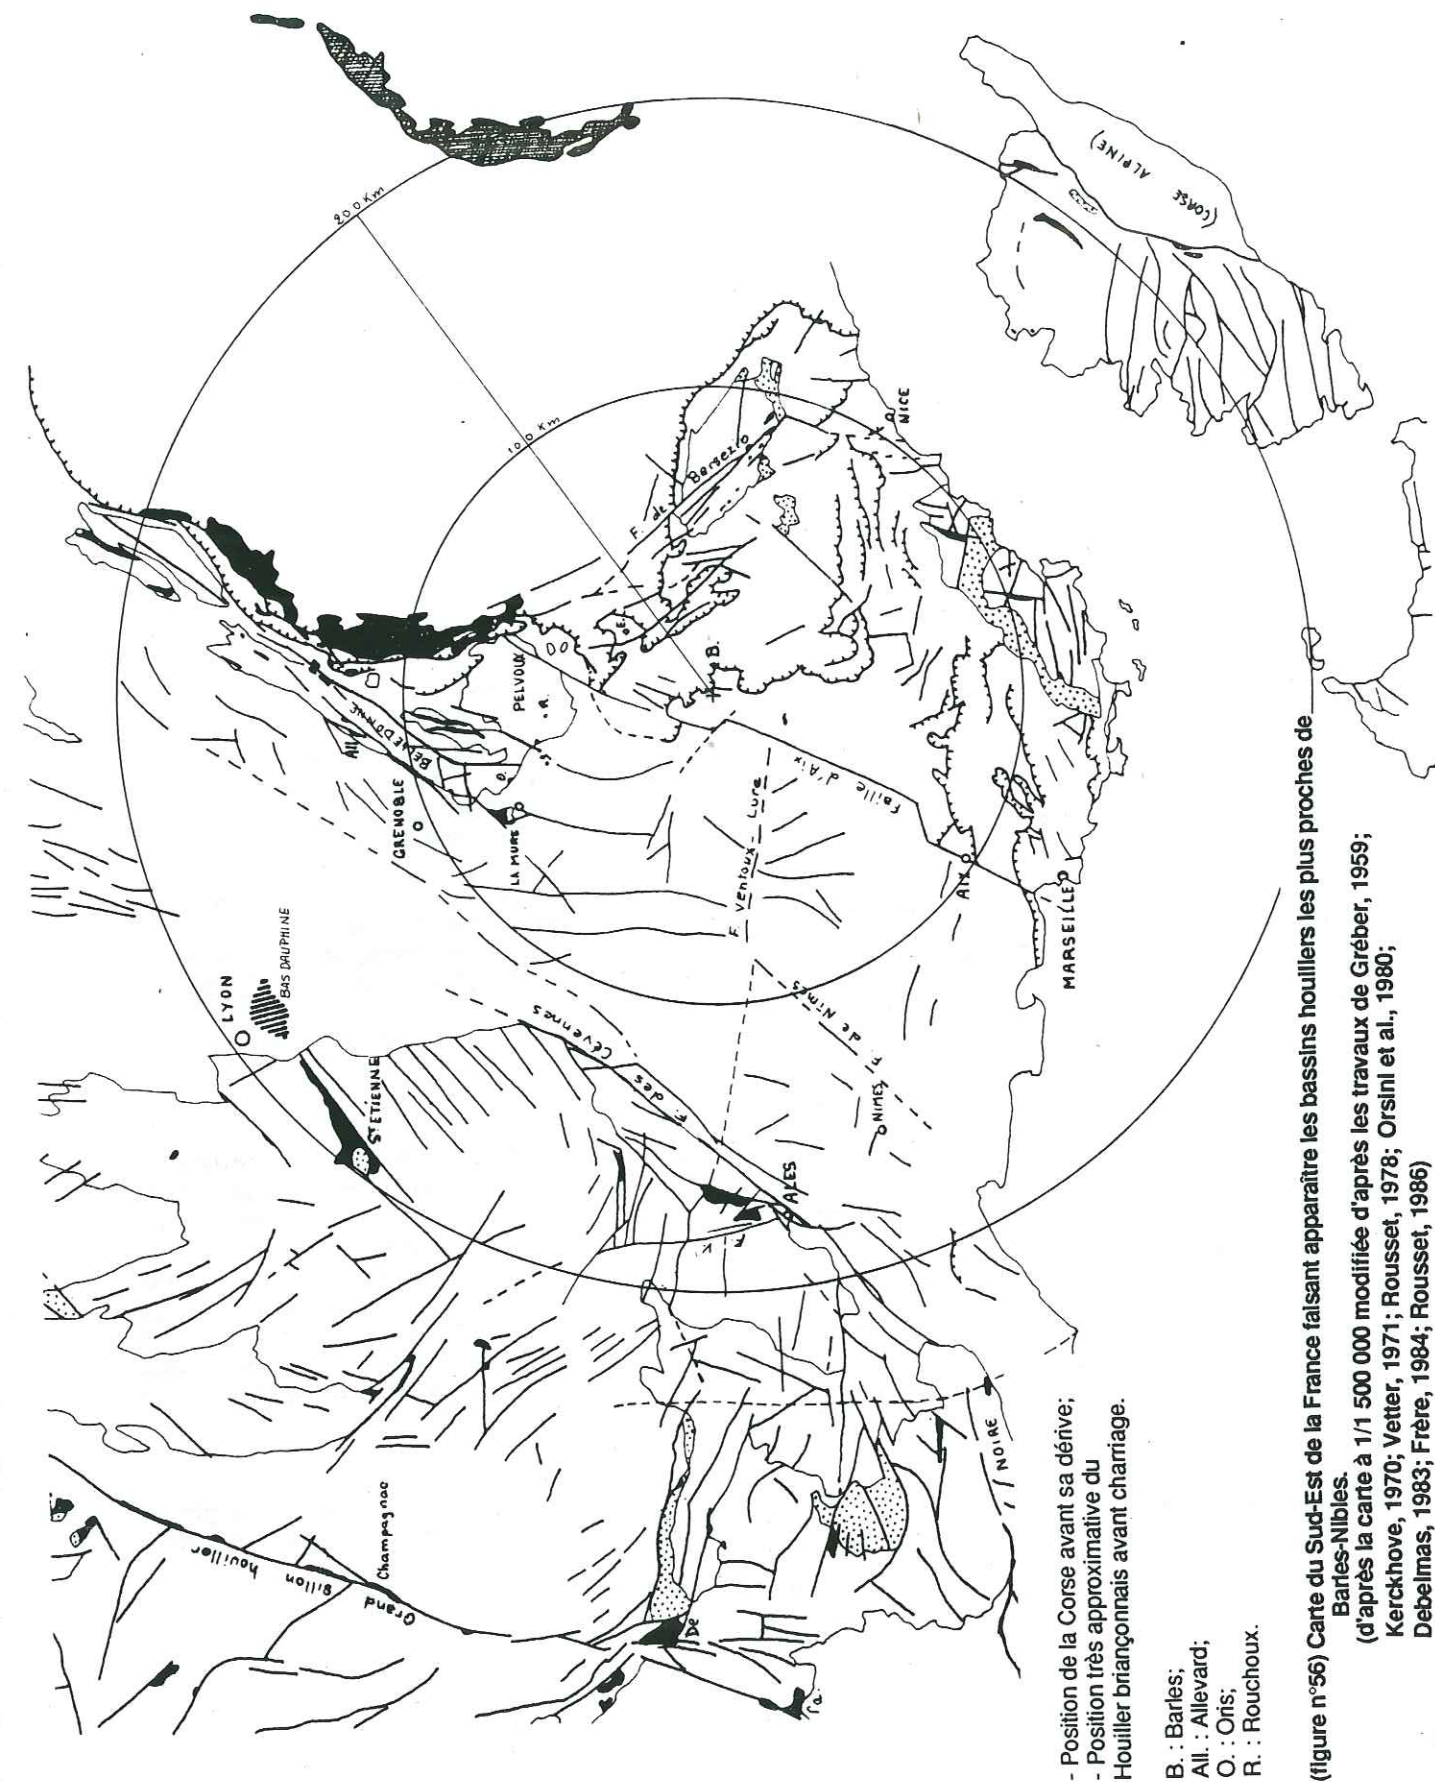 200 Km
100 Km
(CORSE ALPINE)
LYON
BAS DAUPHINE
St ETIENNE
GRENOBLE
All.
BELLEDONNE
LA MURE
O.
PELVOUX
R.
E.
B.
F. de Bersezio
NICE
Faille d'Aix
F. Ventoux - Lure
AIX
MARSEILLE
F. des Cévennes
F. de Nîmes
NIMES
ALES
Grand sillon houiller
Champagnac
De
Ca.
NOIRE
- Position de la Corse avant sa dérive;
- Position très approximative du
Houiller briançonnais avant charriage.
B. : Barles;
All. : Allevard;
O. : Oris;
R. : Rouchoux.
(figure n°56) Carte du Sud-Est de la France faisant apparaître les bassins houillers les plus proches de
Barles-Nibles.
(d'après la carte à 1/1 500 000 modifiée d'après les travaux de Gréber, 1959;
Kerckhove, 1970; Vetter, 1971; Rousset, 1978; Orsini et al., 1980;
Debelmas, 1983; Frère, 1984; Rousset, 1986)